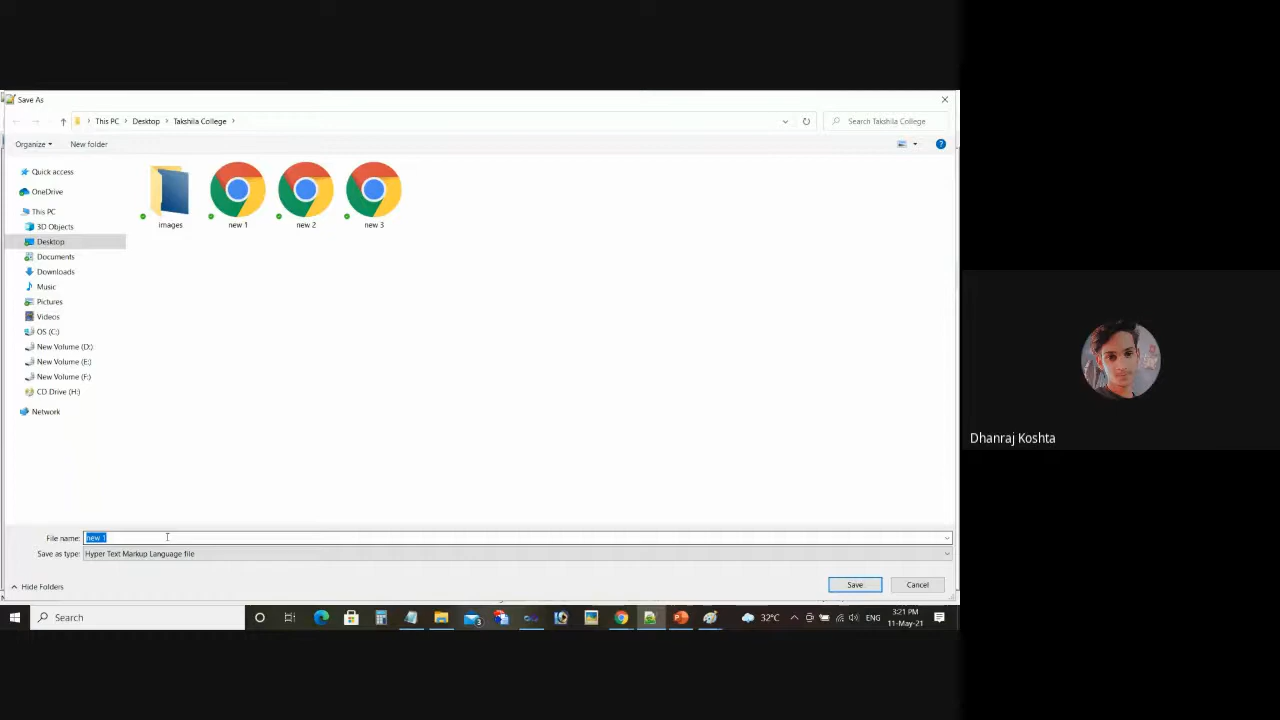 Save As
This PC > Desktop > Takshila College >
Search Takshila College
Organize
New folder
Quick access
OneDrive
This PC
3D Objects
Desktop
Documents
Downloads
Music
Pictures
Videos
OS (C:)
New Volume (D:)
New Volume (E:)
New Volume (F:)
CD Drive (H:)
Network
images
new 1
new 2
new 3
File name: new 1
Save as type: Hyper Text Markup Language file
Hide Folders
Save
Cancel
Search
3
32°C
ENG
3:21 PM
11-May-21
Dhanraj Koshta